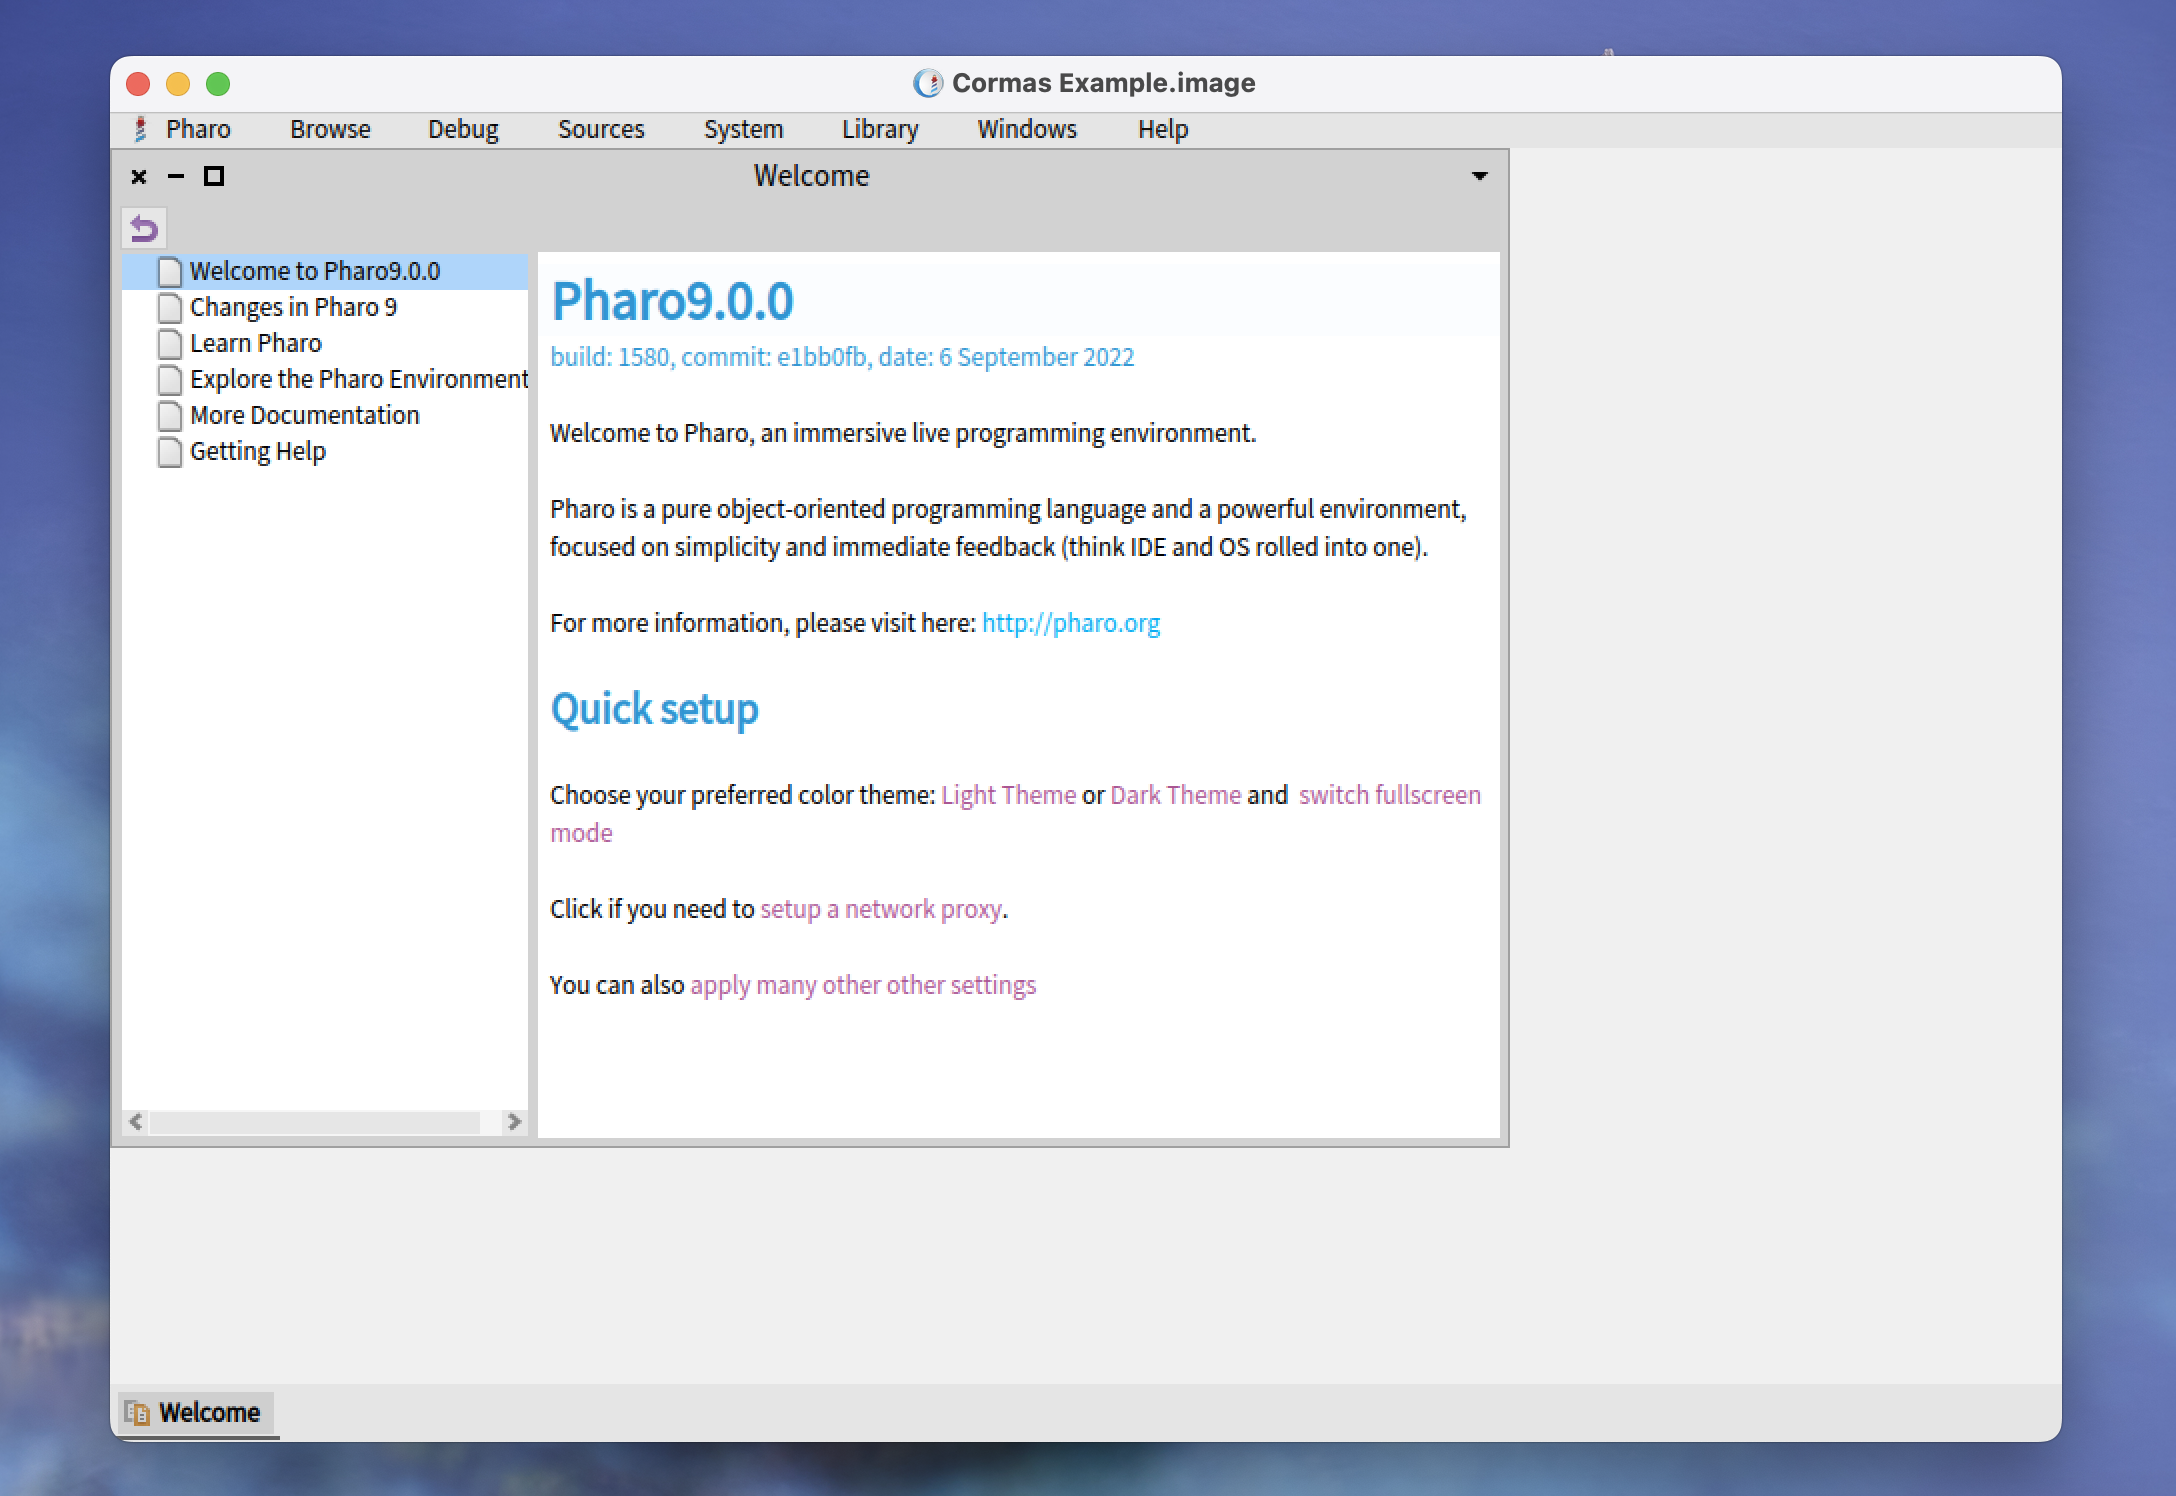 Cormas Example.image
Pharo Browse Debug Sources System Library Windows Help
Welcome
Welcome to Pharo9.0.0
Changes in Pharo 9
Learn Pharo
Explore the Pharo Environment
More Documentation
Getting Help
Pharo9.0.0
build: 1580, commit: e1bb0fb, date: 6 September 2022
Welcome to Pharo, an immersive live programming environment.
Pharo is a pure object-oriented programming language and a powerful environment,
focused on simplicity and immediate feedback (think IDE and OS rolled into one).
For more information, please visit here: http://pharo.org
Quick setup
Choose your preferred color theme: Light Theme or Dark Theme and switch fullscreen
mode
Click if you need to setup a network proxy.
You can also apply many other other settings
Welcome